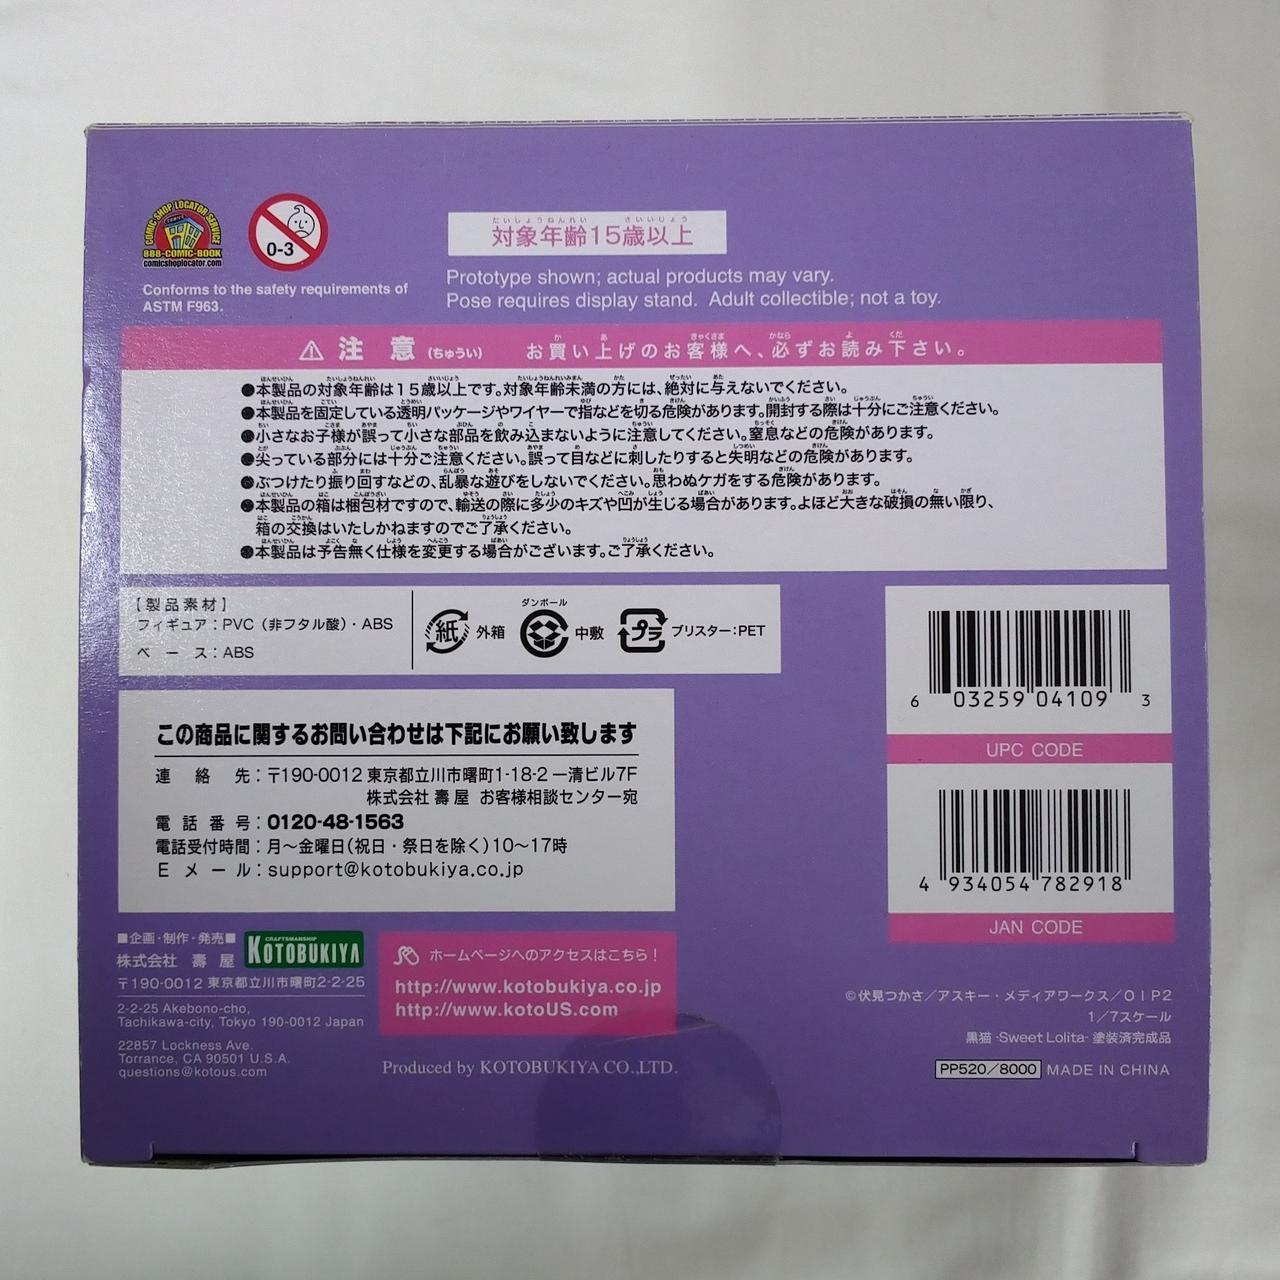 COMIC SHOP LOCATOR SERVICE
COMICS
888-COMIC-BOOK
comicshoplocator.com
0-3
Conforms to the safety requirements of
ASTM F963.
たいしょうねんれい さいいじょう
対象年齢15歳以上
Prototype shown; actual products may vary.
Pose requires display stand. Adult collectible; not a toy.
⚠ 注意 (ちゅうい) お買い上げのお客様へ、必ずお読み下さい。
●本製品の対象年齢は15歳以上です。対象年齢未満の方には、絶対に与えないでください。
●本製品を固定している透明パッケージやワイヤーで指などを切る危険があります。開封する際は十分にご注意ください。
●小さなお子様が誤って小さな部品を飲み込まないように注意してください。窒息などの危険があります。
●尖っている部分には十分ご注意ください。誤って目などに刺したりすると失明などの危険があります。
●ぶつけたり振り回すなどの、乱暴な遊びをしないでください。思わぬケガをする危険があります。
●本製品の箱は梱包材ですので、輸送の際に多少のキズや凹が生じる場合があります。よほど大きな破損の無い限り、
箱の交換はいたしかねますのでご了承ください。
●本製品は予告無く仕様を変更する場合がございます。ご了承ください。
【製品素材】
フィギュア：PVC（非フタル酸）・ABS
ベース：ABS
紙 外箱
ダンボール
中敷
プラ ブリスター：PET
6 03259 04109 3
UPC CODE
4 934054 782918
JAN CODE
この商品に関するお問い合わせは下記にお願い致します
連絡先：〒190-0012 東京都立川市曙町1-18-2 一清ビル7F
株式会社 壽屋 お客様相談センター宛
電話番号：0120-48-1563
電話受付時間：月～金曜日（祝日・祭日を除く）10～17時
Eメール：support@kotobukiya.co.jp
■企画・制作・発売■
株式会社 壽屋
CRAFTSMANSHIP
KOTOBUKIYA
〒190-0012 東京都立川市曙町2-2-25
2-2-25 Akebono-cho,
Tachikawa-city, Tokyo 190-0012 Japan
22857 Lockness Ave.
Torrance, CA 90501 U.S.A.
questions@kotous.com
ホームページへのアクセスはこちら！
http://www.kotobukiya.co.jp
http://www.kotoUS.com
Produced by KOTOBUKIYA CO.,LTD.
©伏見つかさ／アスキー・メディアワークス／OIP2
1／7スケール
黒猫 -Sweet Lolita- 塗装済完成品
PP520／8000 MADE IN CHINA